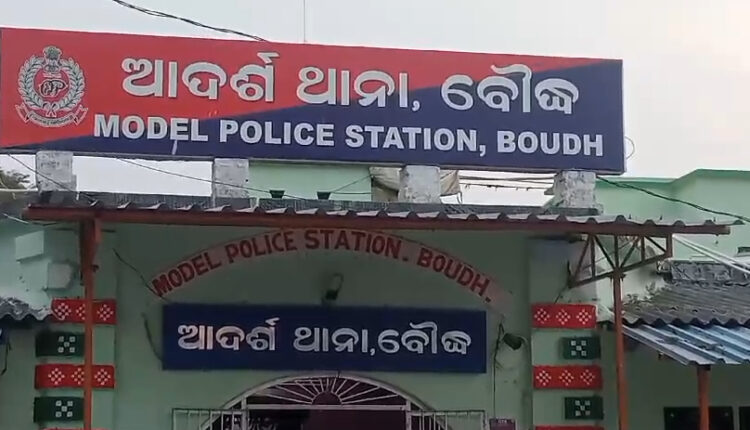 ଆଦର୍ଶ ଥାନା, ବୌଦ୍ଧ
MODEL POLICE STATION, BOUDH
MODEL POLICE STATION. BOUDH.
ଆଦର୍ଶ ଥାନା,ବୌଦ୍ଧ